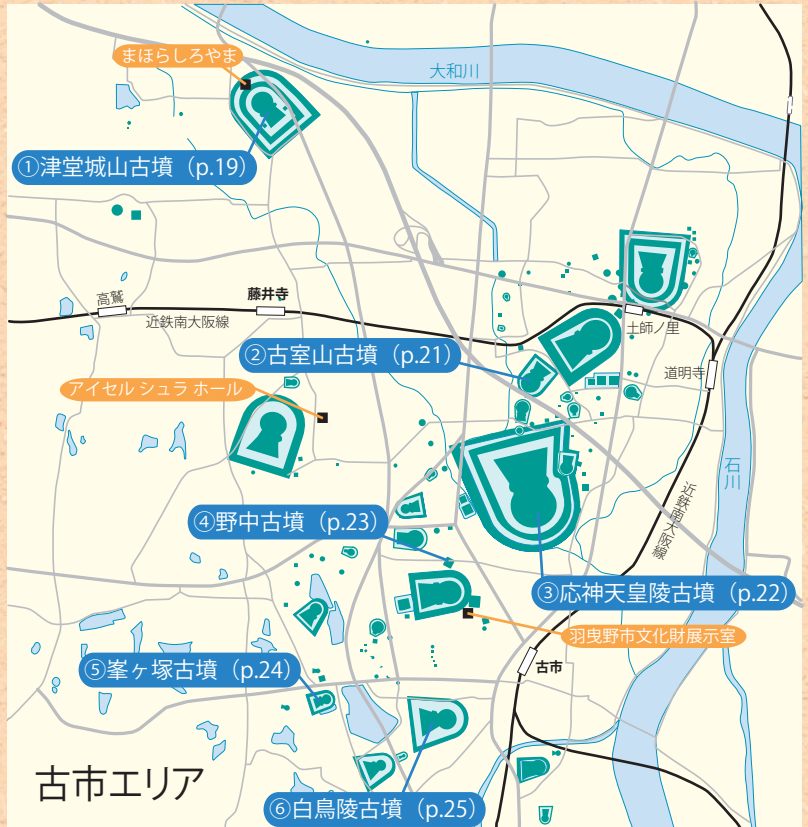 まほらしろやま
大和川
①津堂城山古墳（p.19）
高鷲
藤井寺
近鉄南大阪線
土師ノ里
②古室山古墳（p.21）
道明寺
アイセル シュラ ホール
石川
近鉄南大阪線
④野中古墳（p.23）
③応神天皇陵古墳（p.22）
羽曳野市文化財展示室
古市
⑤峯ヶ塚古墳（p.24）
古市エリア
⑥白鳥陵古墳（p.25）